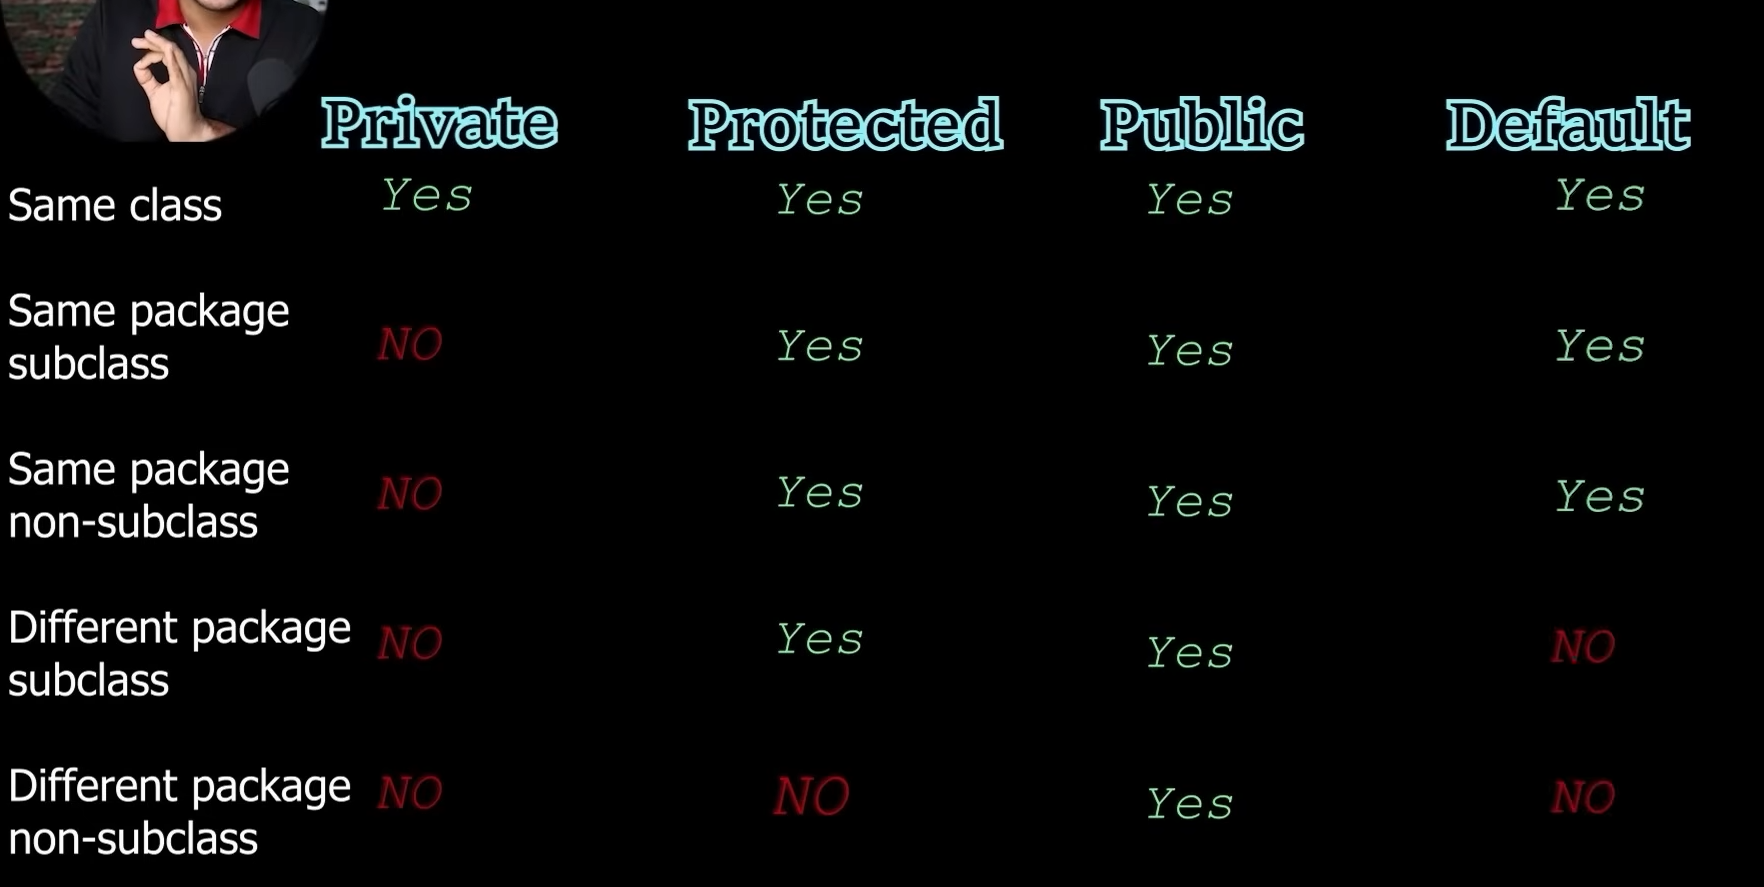 Private Protected Public Default
Same class Yes Yes Yes Yes
Same package
subclass NO Yes Yes Yes
Same package
non-subclass NO Yes Yes Yes
Different package
subclass NO Yes Yes NO
Different package
non-subclass NO NO Yes NO